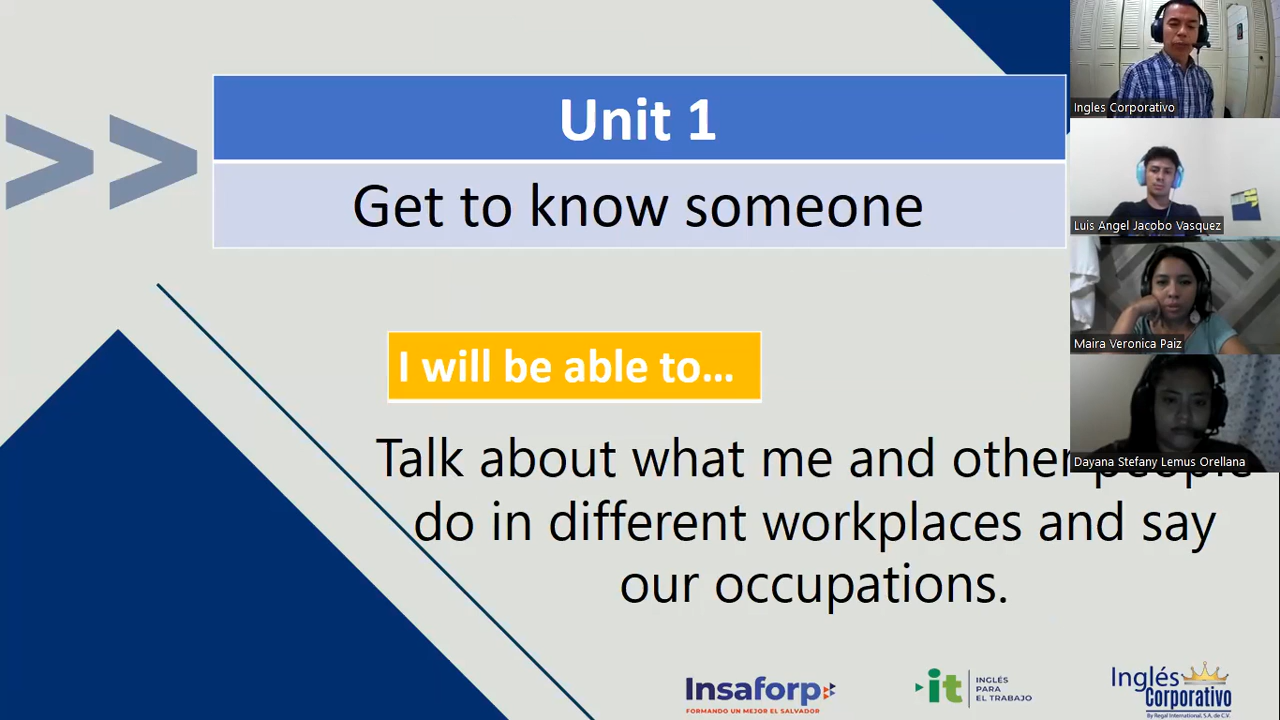 Unit 1
Get to know someone
I will be able to...
Talk about what me and other people
do in different workplaces and say
our occupations.
Ingles Corporativo
Luis Angel Jacobo Vasquez
Maira Veronica Paiz
Dayana Stefany Lemus Orellana
Insaforp
FORMANDO UN MEJOR EL SALVADOR
it
INGLÉS
PARA
EL TRABAJO
Inglés
Corporativo
By Regal International, S.A. de C.V.